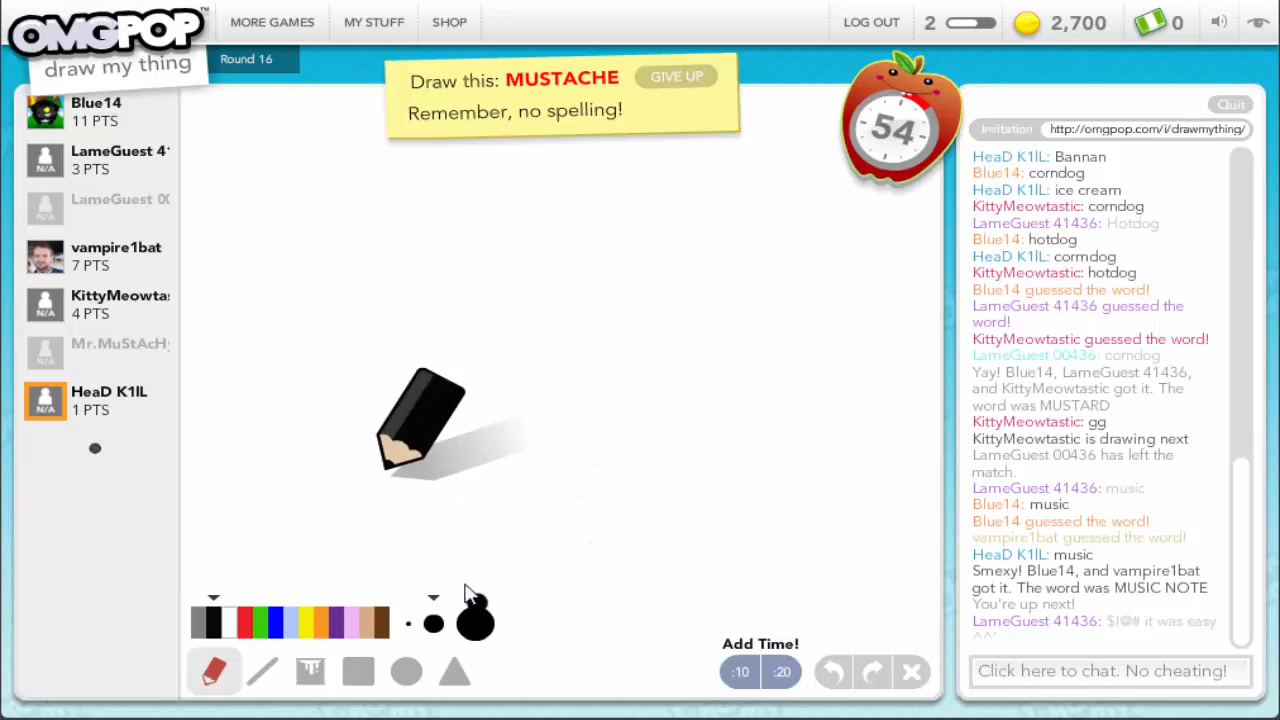 OMGPOP™
MORE GAMES
MY STUFF
SHOP
LOG OUT
2
2,700
0
draw my thing
Round 16
Draw this: MUSTACHE
GIVE UP
Remember, no spelling!
54
Blue14
11 PTS
LameGuest 41
3 PTS
LameGuest 00
vampire1bat
7 PTS
KittyMeowtas
4 PTS
Mr.MuStAcHy
HeaD K1lL
1 PTS
N/A
N/A
N/A
N/A
N/A
Quit
Invitation
http://omgpop.com/i/drawmything/
HeaD K1lL: Bannan
Blue14: corndog
HeaD K1lL: ice cream
KittyMeowtastic: corndog
LameGuest 41436: Hotdog
Blue14: hotdog
HeaD K1lL: cormdog
KittyMeowtastic: hotdog
Blue14 guessed the word!
LameGuest 41436 guessed the
word!
KittyMeowtastic guessed the word!
LameGuest 00436: corndog
Yay! Blue14, LameGuest 41436,
and KittyMeowtastic got it. The
word was MUSTARD
KittyMeowtastic: gg
KittyMeowtastic is drawing next
LameGuest 00436 has left the
match.
LameGuest 41436: music
Blue14: music
Blue14 guessed the word!
vampire1bat guessed the word!
HeaD K1lL: music
Smexy! Blue14, and vampire1bat
got it. The word was MUSIC NOTE
You're up next!
LameGuest 41436: $!@# it was easy
^^'
Click here to chat. No cheating!
Add Time!
:10
:20